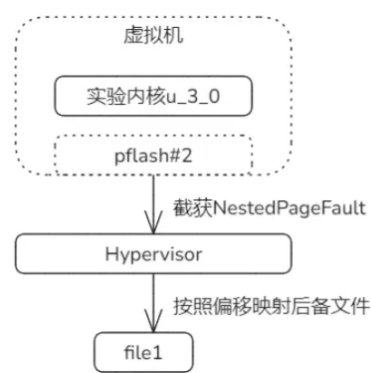 虚拟机
实验内核u_3_0
pflash#2
截获NestedPageFault
Hypervisor
按照偏移映射后备文件
file1